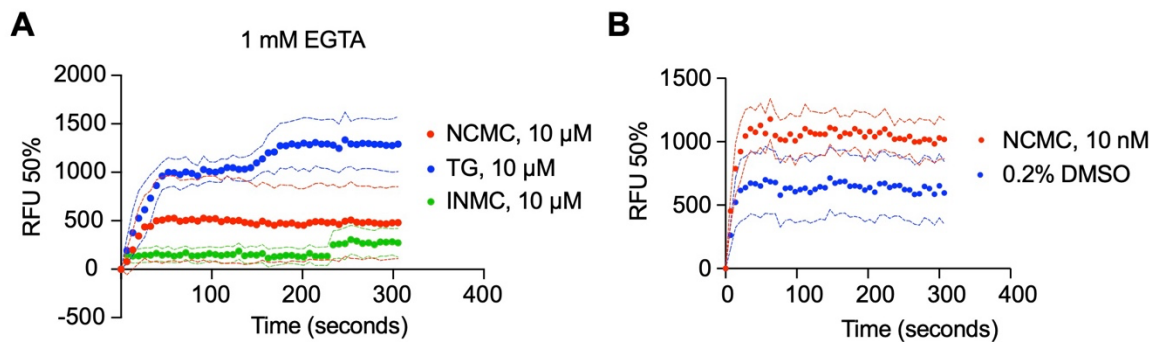 A
1 mM EGTA
RFU 50%
2000
1500
1000
500
0
-500
100
200
300
400
Time (seconds)
NCMC, 10 µM
TG, 10 µM
INMC, 10 µM
B
RFU 50%
1500
1000
500
0
0
100
200
300
400
Time (seconds)
NCMC, 10 nM
0.2% DMSO